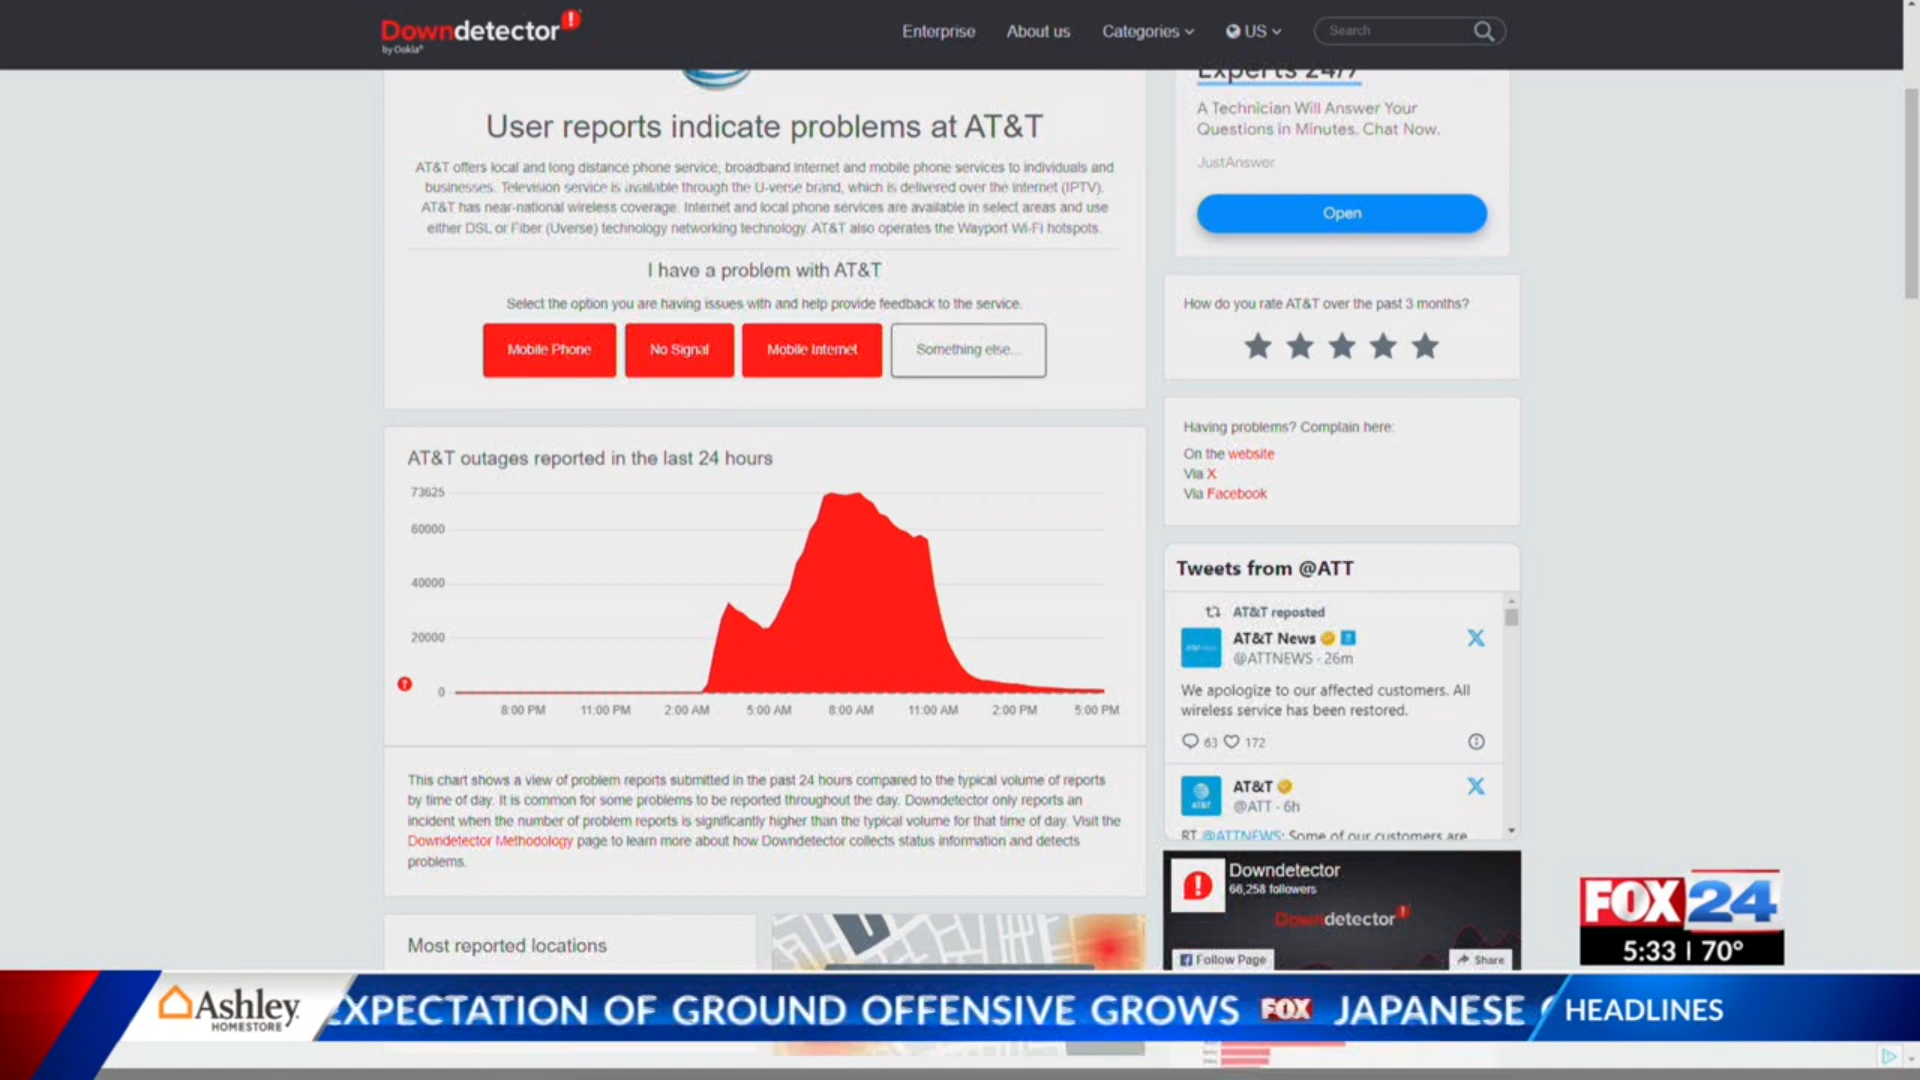 Downdetector
by Ookla
Enterprise
About us
Categories
US
Search
Experts 24/7
A Technician Will Answer Your
Questions in Minutes. Chat Now.
JustAnswer
Open
User reports indicate problems at AT&T
AT&T offers local and long distance phone service, broadband internet and mobile phone services to individuals and
businesses. Television service is available through the U-verse brand, which is delivered over the internet (IPTV).
AT&T has near-national wireless coverage. Internet and local phone services are available in select areas and use
either DSL or Fiber (Uverse) technology networking technology. AT&T also operates the Wayport Wi-Fi hotspots.
I have a problem with AT&T
Select the option you are having issues with and help provide feedback to the service.
Mobile Phone
No Signal
Mobile Internet
Something else...
How do you rate AT&T over the past 3 months?
Having problems? Complain here:
On the website
Via X
Via Facebook
AT&T outages reported in the last 24 hours
73625
60000
40000
20000
0
8:00 PM
11:00 PM
2:00 AM
5:00 AM
8:00 AM
11:00 AM
2:00 PM
5:00 PM
Tweets from @ATT
AT&T reposted
AT&T News
@ATTNEWS · 26m
We apologize to our affected customers. All
wireless service has been restored.
63
172
AT&T
@ATT · 6h
RT @ATTNEWS: Some of our customers are
This chart shows a view of problem reports submitted in the past 24 hours compared to the typical volume of reports
by time of day. It is common for some problems to be reported throughout the day. Downdetector only reports an
incident when the number of problem reports is significantly higher than the typical volume for that time of day. Visit the
Downdetector Methodology page to learn more about how Downdetector collects status information and detects
problems.
Most reported locations
Downdetector
66,258 followers
Downdetector
Follow Page
Share
FOX 24
5:33 | 70°
Ashley
HOMESTORE
EXPECTATION OF GROUND OFFENSIVE GROWS FOX JAPANESE
HEADLINES